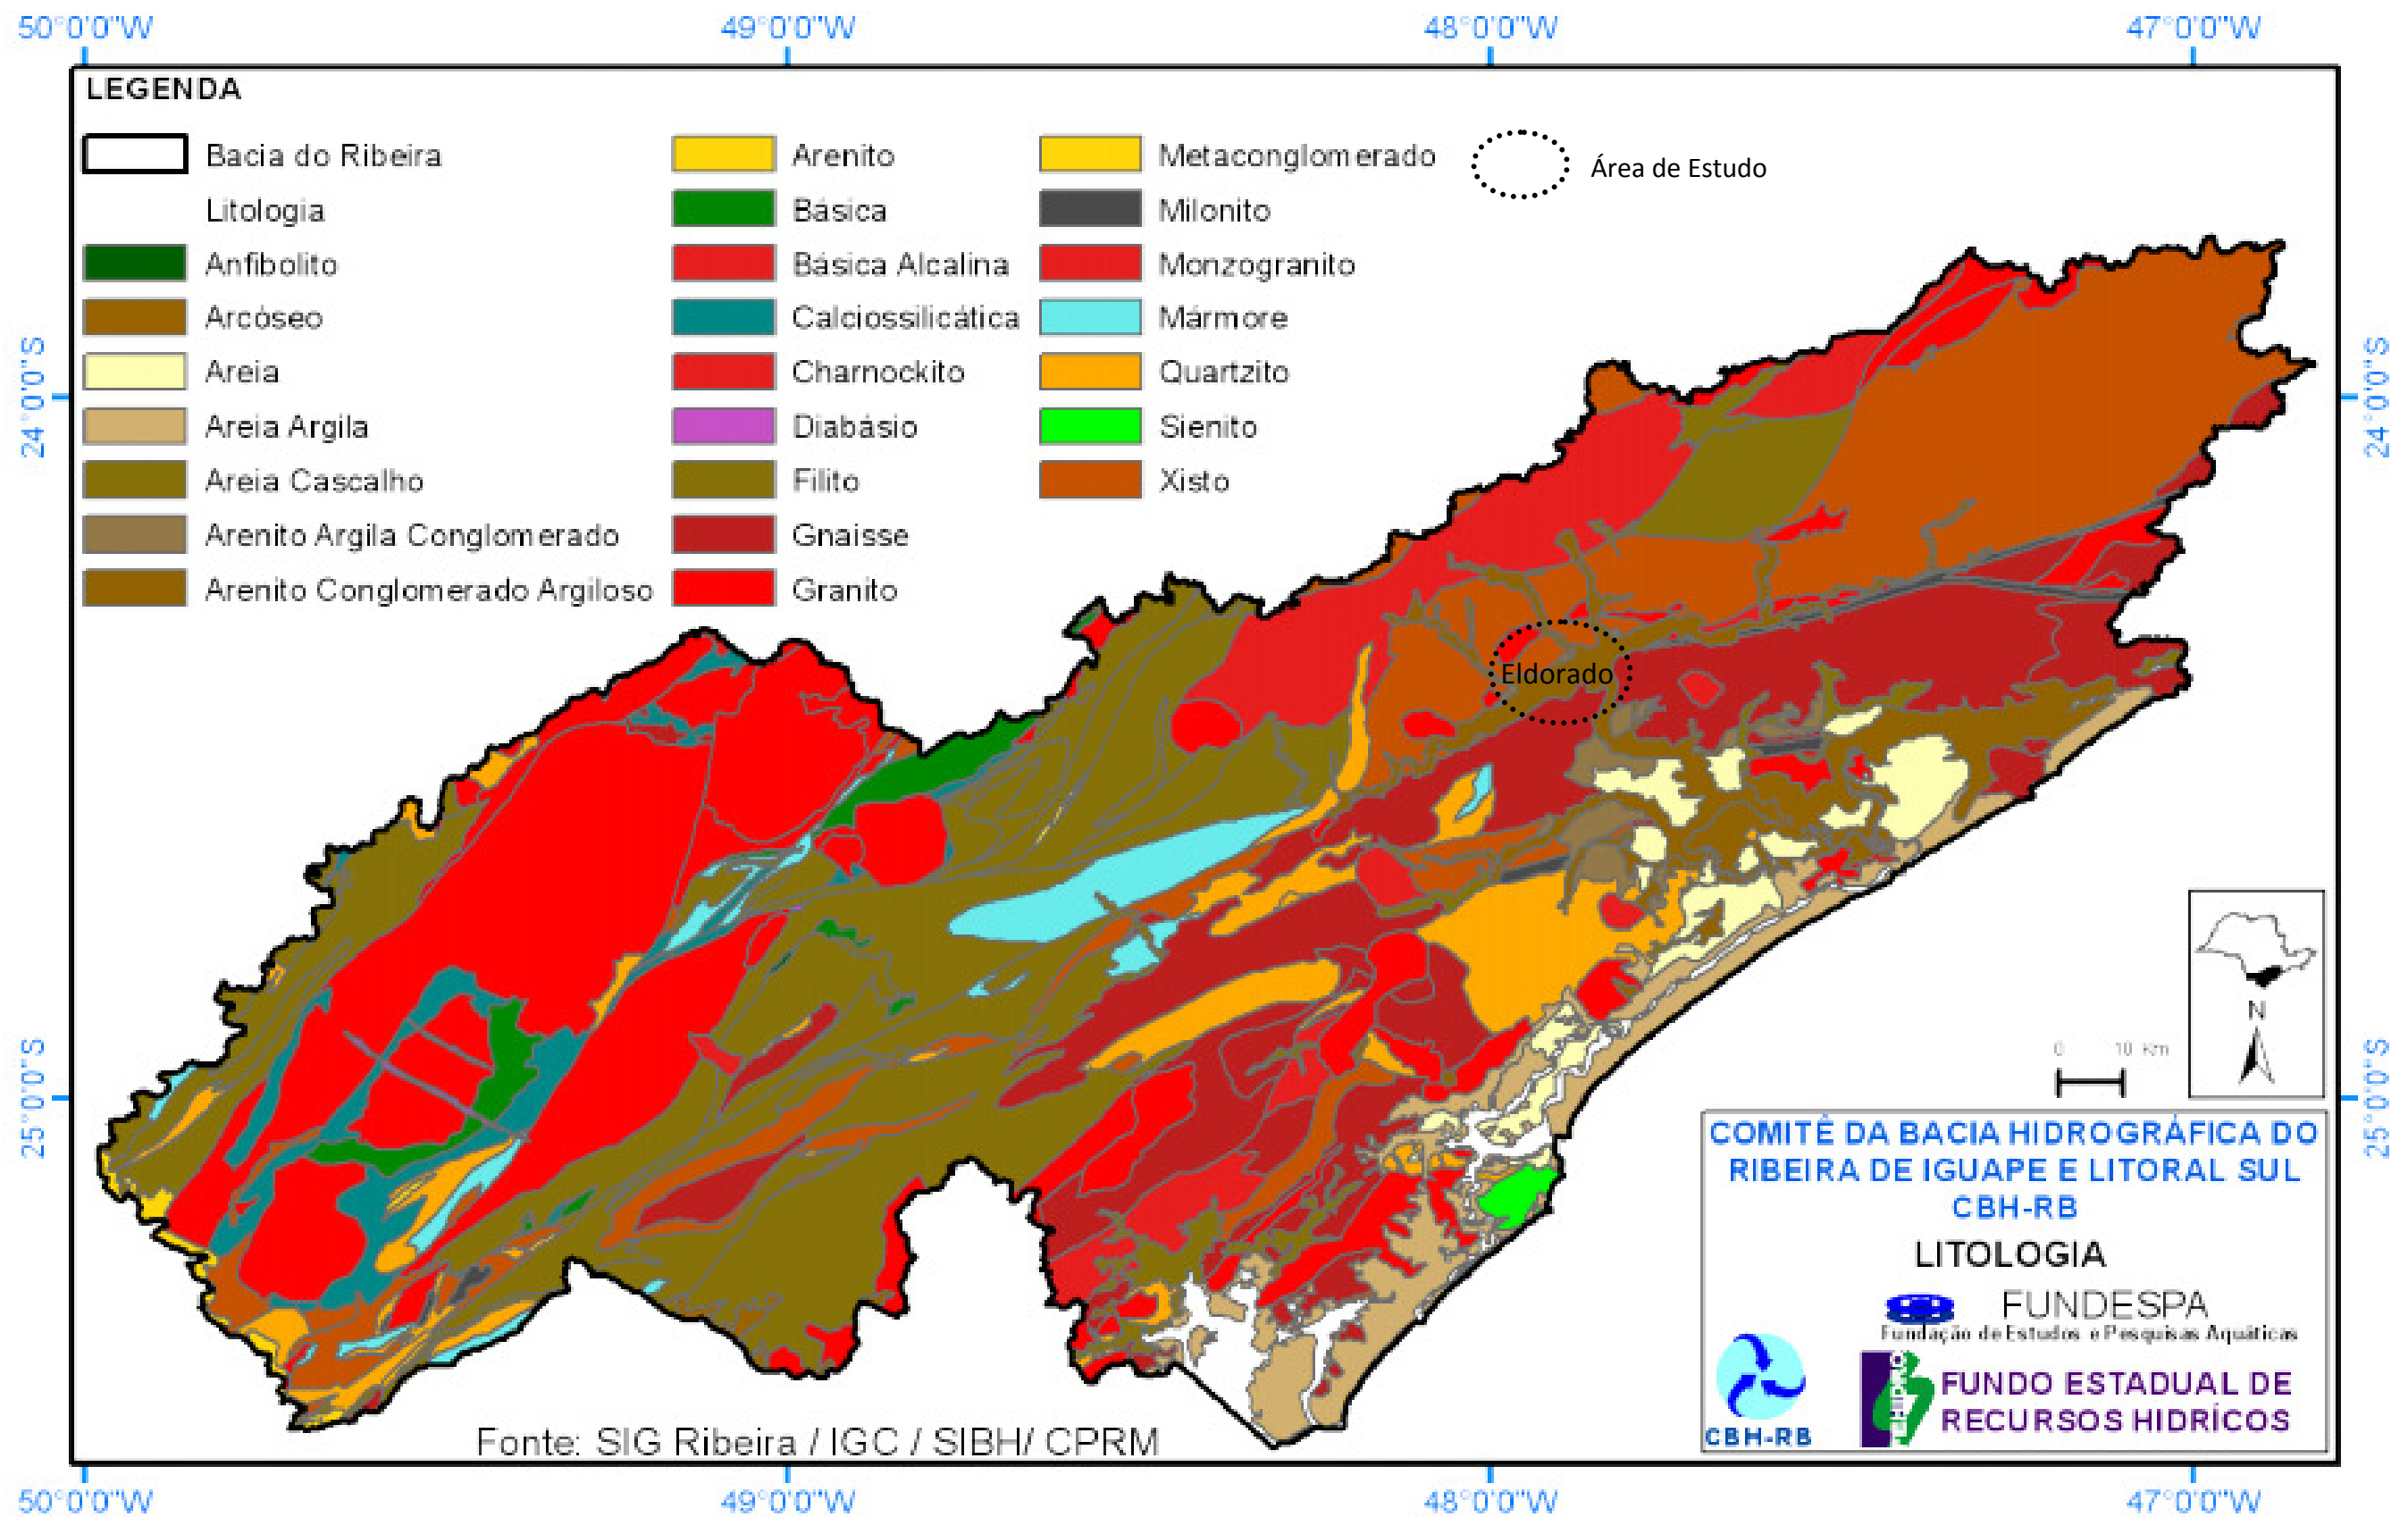 50°0'0"W
49°0'0"W
48°0'0"W
47°0'0"W
LEGENDA
Bacia do Ribeira
Litologia
Anfibolito
Arcóseo
Areia
Areia Argila
Areia Cascalho
Arenito Argila Conglomerado
Arenito Conglomerado Argiloso
Arenito
Básica
Básica Alcalina
Calciossilicática
Charnockito
Diabásio
Filito
Gnaisse
Granito
Metaconglomerado
Milonito
Monzogranito
Mármore
Quartzito
Sienito
Xisto
Área de Estudo
24°0'0"S
24°0'0"S
Eldorado
25°0'0"S
25°0'0"S
N
0 10 Km
COMITÊ DA BACIA HIDROGRÁFICA DO
RIBEIRA DE IGUAPE E LITORAL SUL
CBH-RB
LITOLOGIA
FUNDESPA
Fundação de Estudos e Pesquisas Aquáticas
CBH-RB
FEHIDRO
FUNDO ESTADUAL DE
RECURSOS HIDRÍCOS
Fonte: SIG Ribeira / IGC / SIBH/ CPRM
50°0'0"W
49°0'0"W
48°0'0"W
47°0'0"W